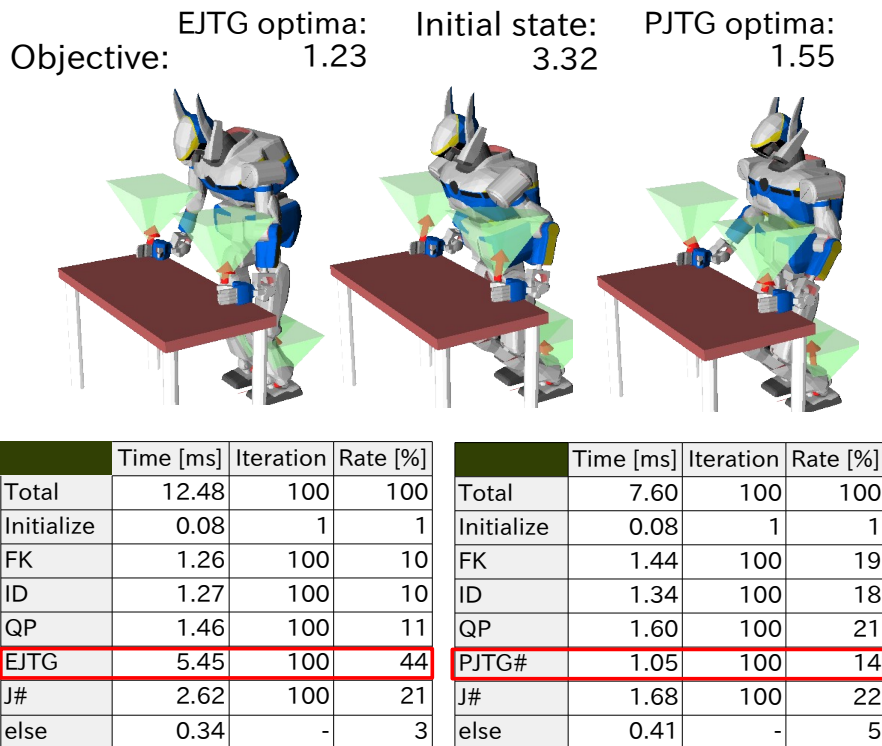 EJTG optima: Initial state: PJTG optima:
Objective: 1.23 3.32 1.55
Time [ms] Iteration Rate [%]
Total 12.48 100 100
Initialize 0.08 1 1
FK 1.26 100 10
ID 1.27 100 10
QP 1.46 100 11
EJTG 5.45 100 44
J# 2.62 100 21
else 0.34 - 3
Time [ms] Iteration Rate [%]
Total 7.60 100 100
Initialize 0.08 1 1
FK 1.44 100 19
ID 1.34 100 18
QP 1.60 100 21
PJTG# 1.05 100 14
J# 1.68 100 22
else 0.41 - 5